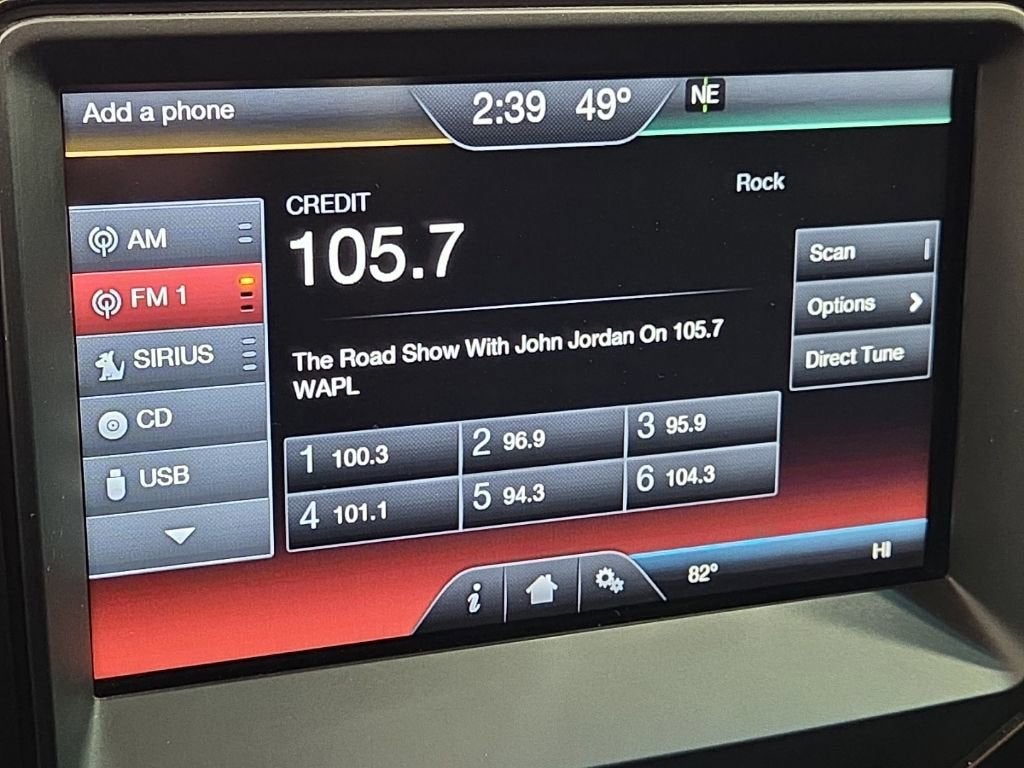 Add a phone
2:39 49°
NE
AM
FM 1
SIRIUS
CD
USB
CREDIT
Rock
105.7
The Road Show With John Jordan On 105.7
WAPL
1 100.3
2 96.9
3 95.9
4 101.1
5 94.3
6 104.3
Scan
Options
Direct Tune
i
82°
HI